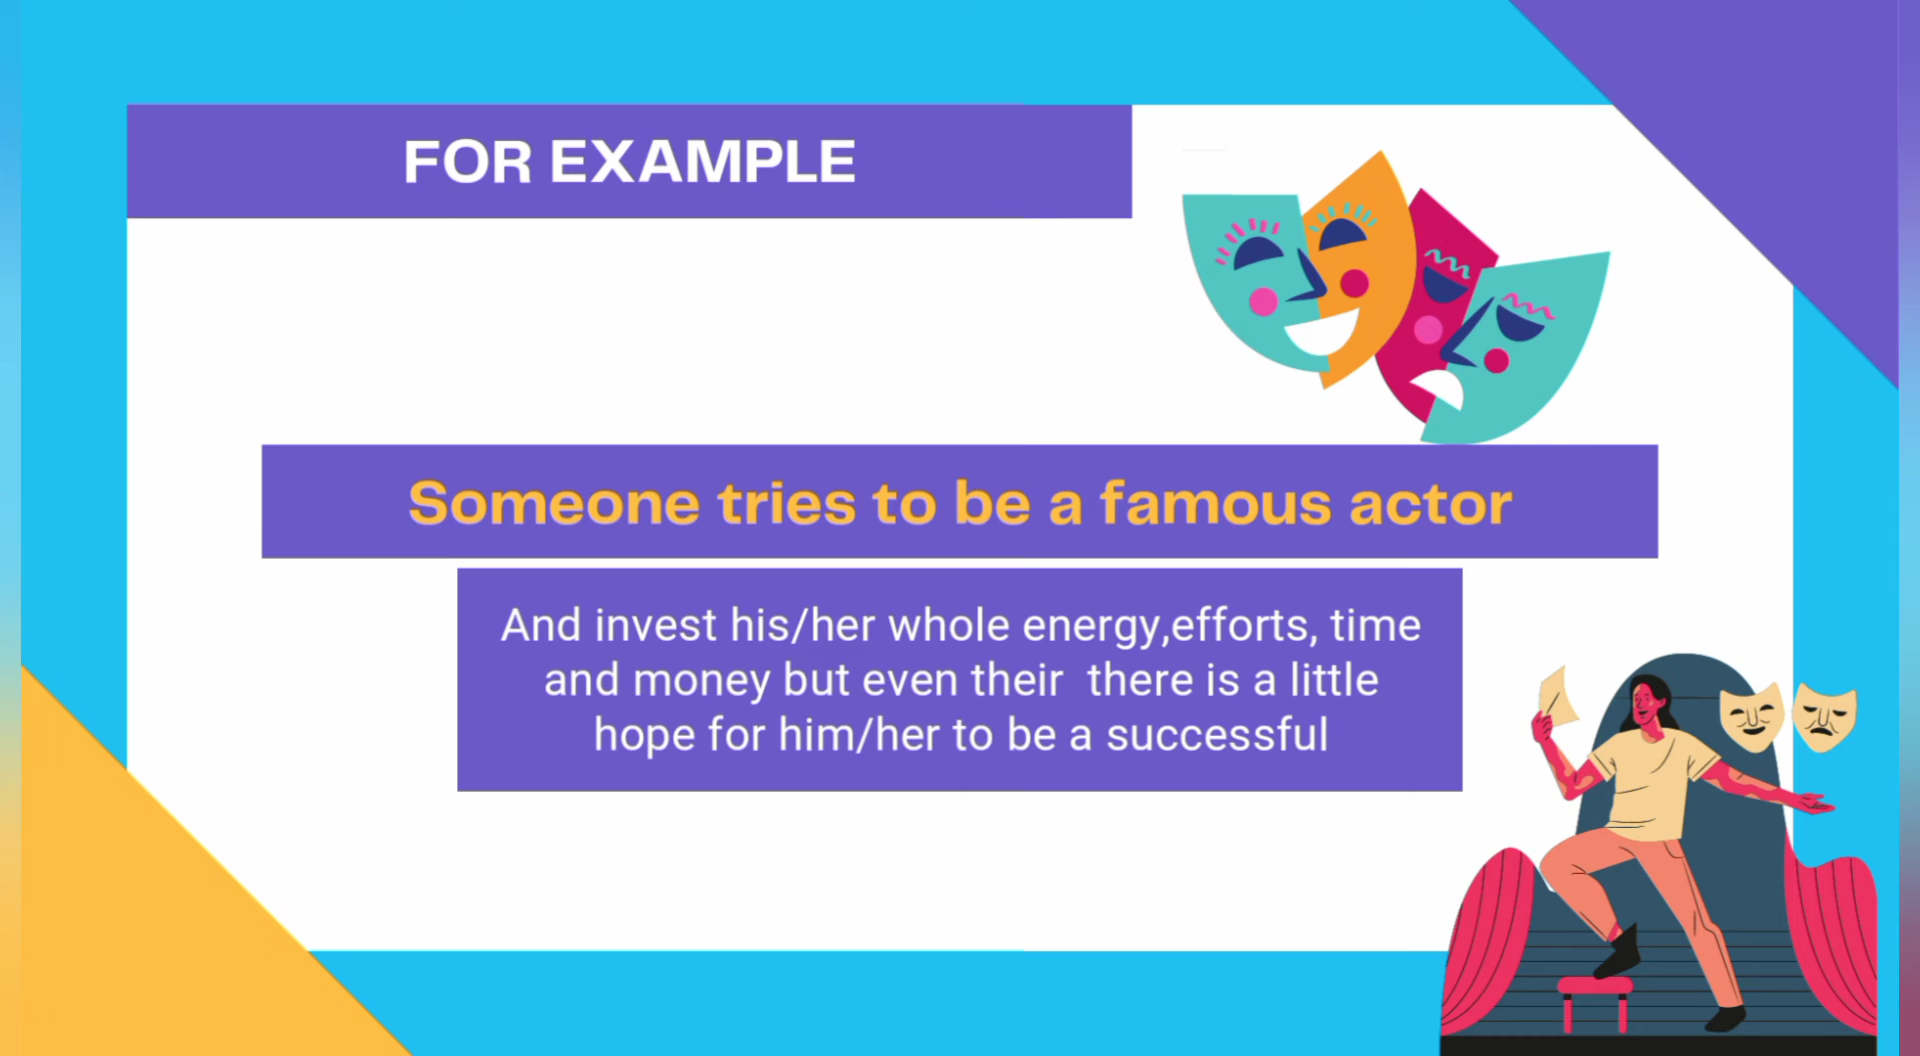 FOR EXAMPLE
Someone tries to be a famous actor
And invest his/her whole energy,efforts, time
and money but even their  there is a little
hope for him/her to be a successful